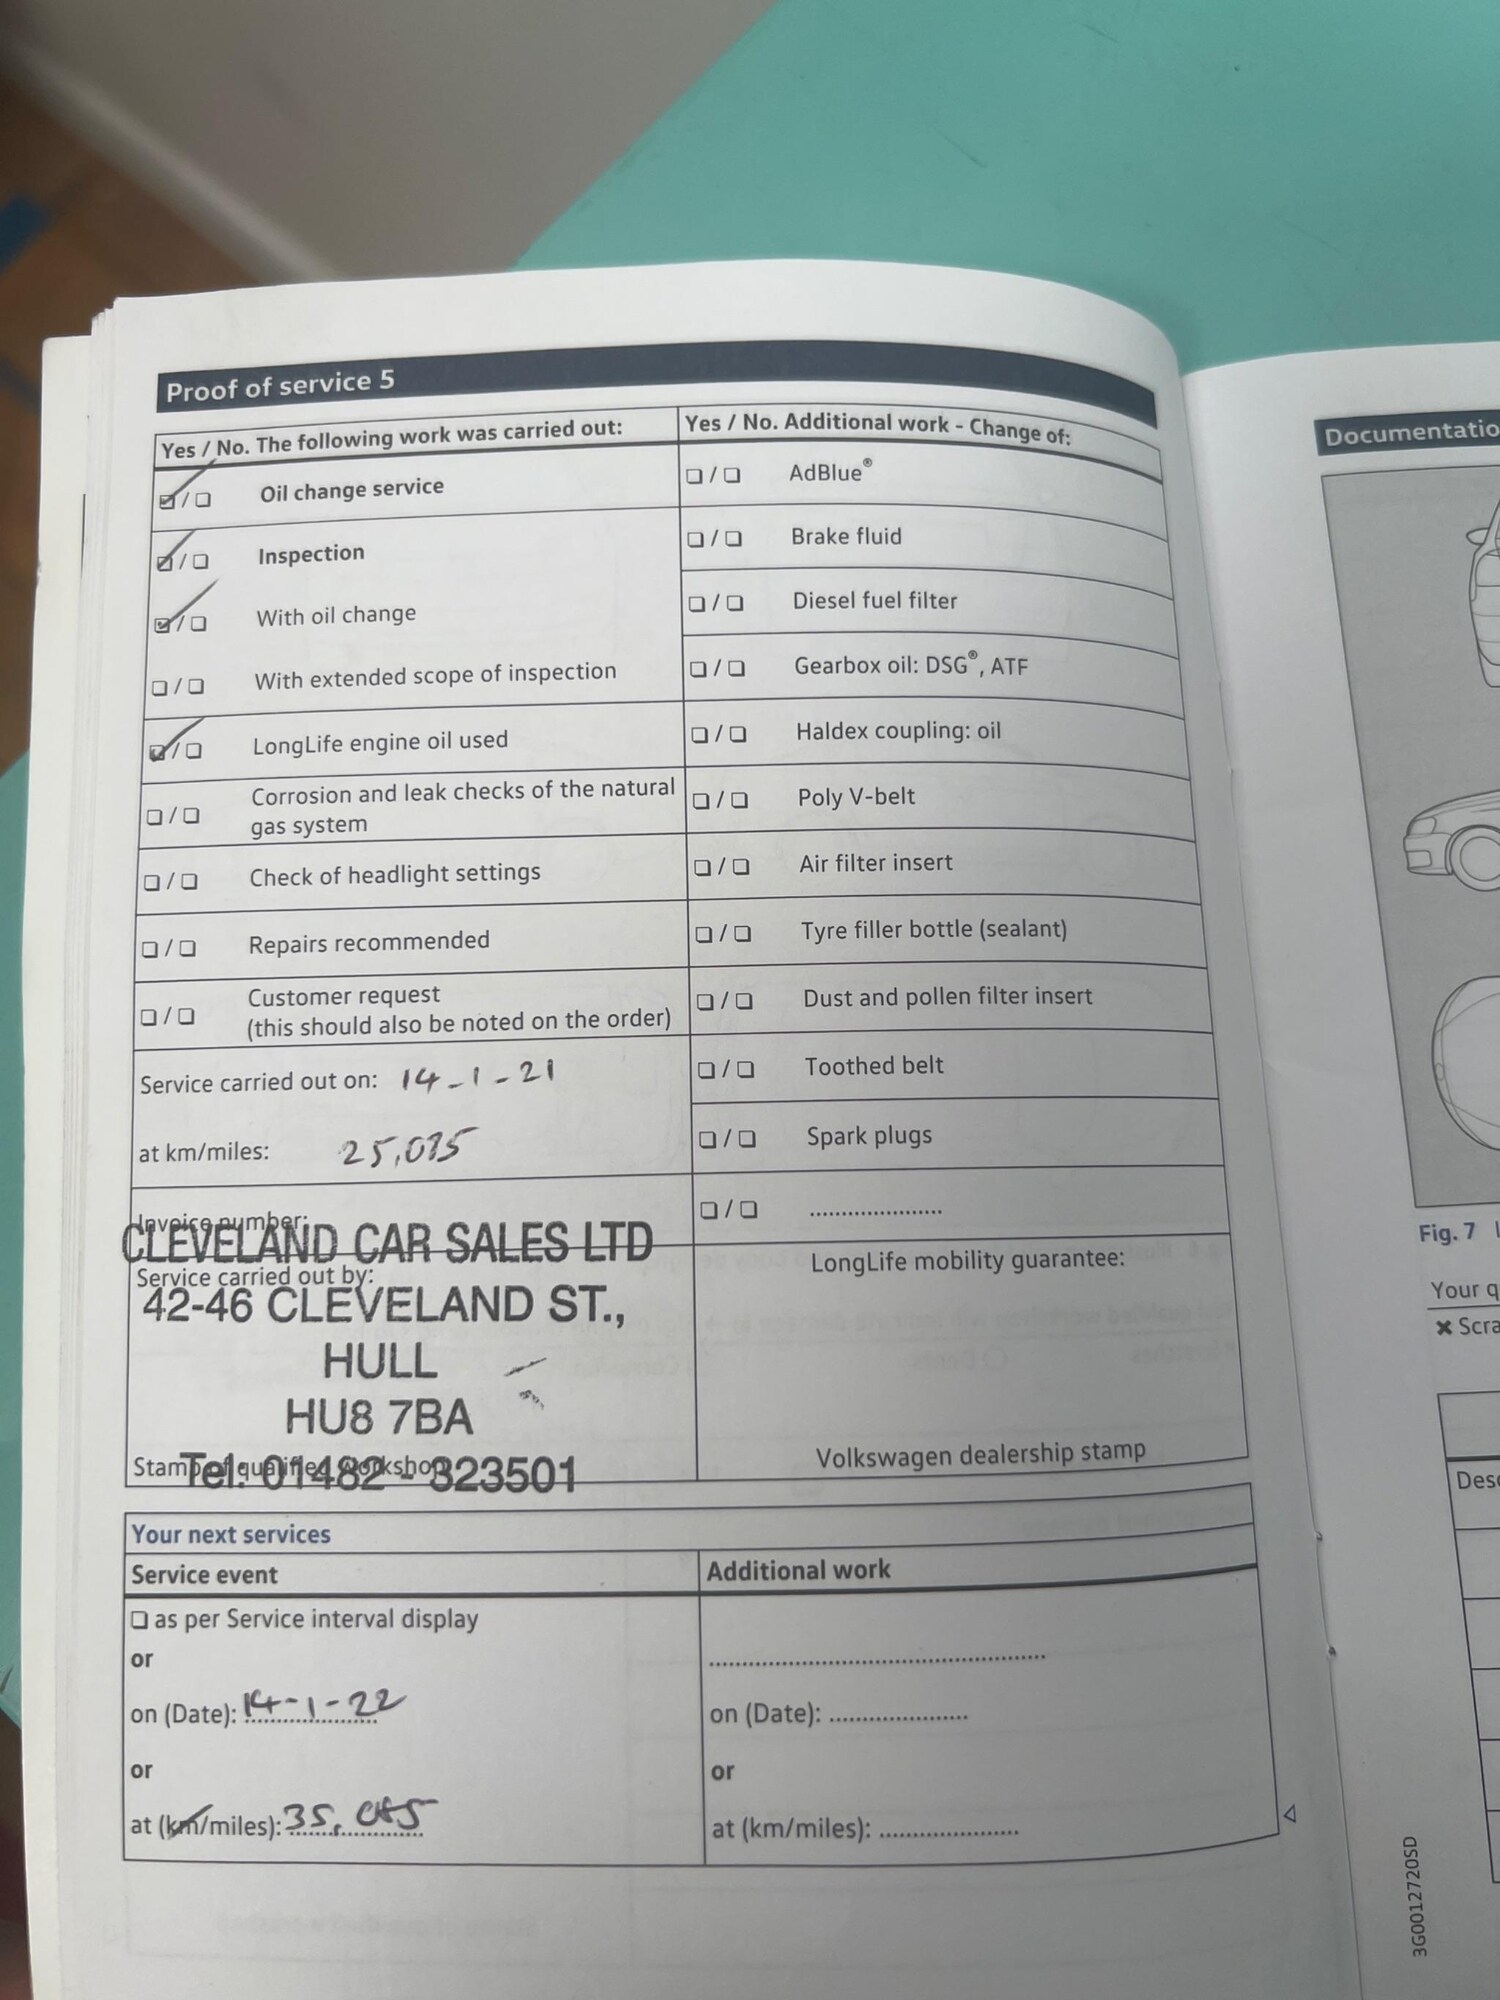 Proof of service 5
Yes / No. The following work was carried out:
☑ / ☐ Oil change service
☑ / ☐ Inspection
☑ / ☐ With oil change
☐ / ☐ With extended scope of inspection
☑ / ☐ LongLife engine oil used
☐ / ☐ Corrosion and leak checks of the natural
gas system
☐ / ☐ Check of headlight settings
☐ / ☐ Repairs recommended
☐ / ☐ Customer request
(this should also be noted on the order)
Service carried out on: 14-1-21
at km/miles:
Invoice number:
CLEVELAND CAR SALES LTD
Service carried out by:
42-46 CLEVELAND ST.,
HULL
HU8 7BA
Stamp of qualified workshop
Tel: 01482 - 323501
Yes / No. Additional work - Change of:
☐ / ☐ AdBlue®
☐ / ☐ Brake fluid
☐ / ☐ Diesel fuel filter
☐ / ☐ Gearbox oil: DSG®, ATF
☐ / ☐ Haldex coupling: oil
☐ / ☐ Poly V-belt
☐ / ☐ Air filter insert
☐ / ☐ Tyre filler bottle (sealant)
☐ / ☐ Dust and pollen filter insert
☐ / ☐ Toothed belt
☐ / ☐ Spark plugs
☐ / ☐ ......................
LongLife mobility guarantee:
Volkswagen dealership stamp
Your next services
Service event
☐ as per Service interval display
or
on (Date): 14-1-22
or
at (km/miles):
Additional work
......................
on (Date): ......................
or
at (km/miles): ......................
Documentatio
Fig. 7
Your q
✖ Scra
Desc
3G0012720SD